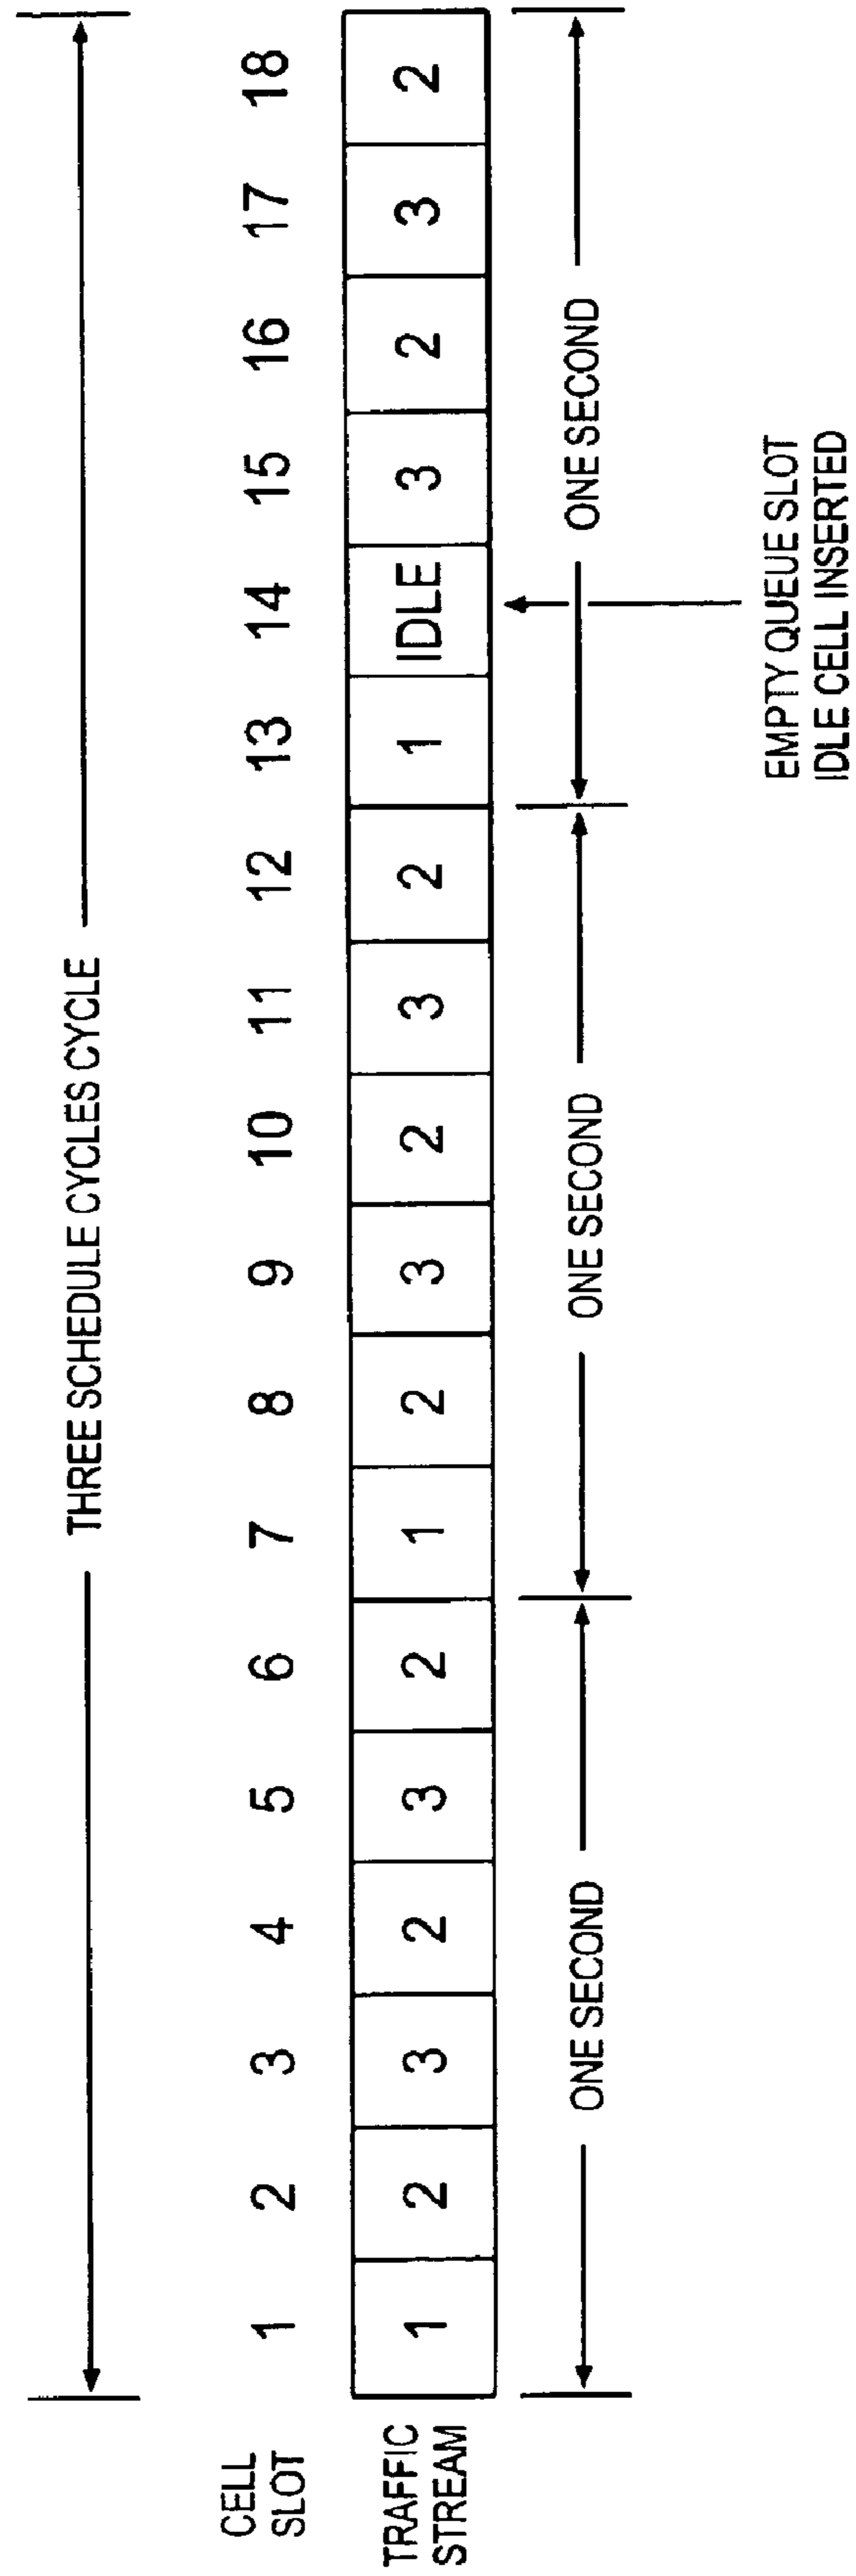 THREE SCHEDULE CYCLES CYCLE
CELL
SLOT
1 2 3 4 5 6 7 8 9 10 11 12 13 14 15 16 17 18
TRAFFIC
STREAM
1 2 3 2 3 2 1 2 3 2 3 2 1 IDLE 3 2 3 2
ONE SECOND ONE SECOND ONE SECOND
EMPTY QUEUE SLOT
IDLE CELL INSERTED